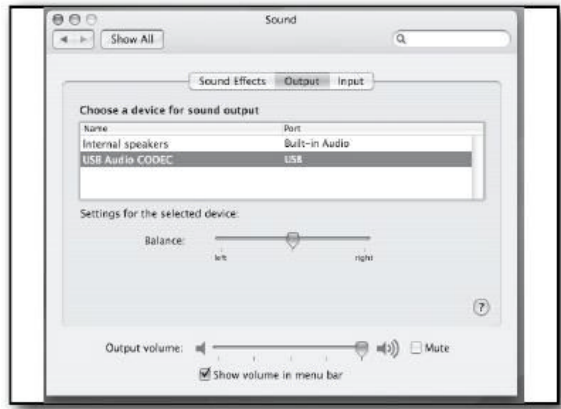 Sound
Show All
Sound Effects Output Input
Choose a device for sound output
Name Port
Internal speakers Built-in Audio
USB Audio CODEC USB
Settings for the selected device:
Balance:
left right
?
Output volume: Mute
Show volume in menu bar